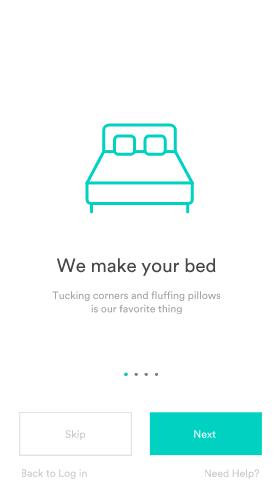 We make your bed
Tucking corners and fluffing pillows
is our favorite thing
Skip
Next
Back to Log in
Need Help?